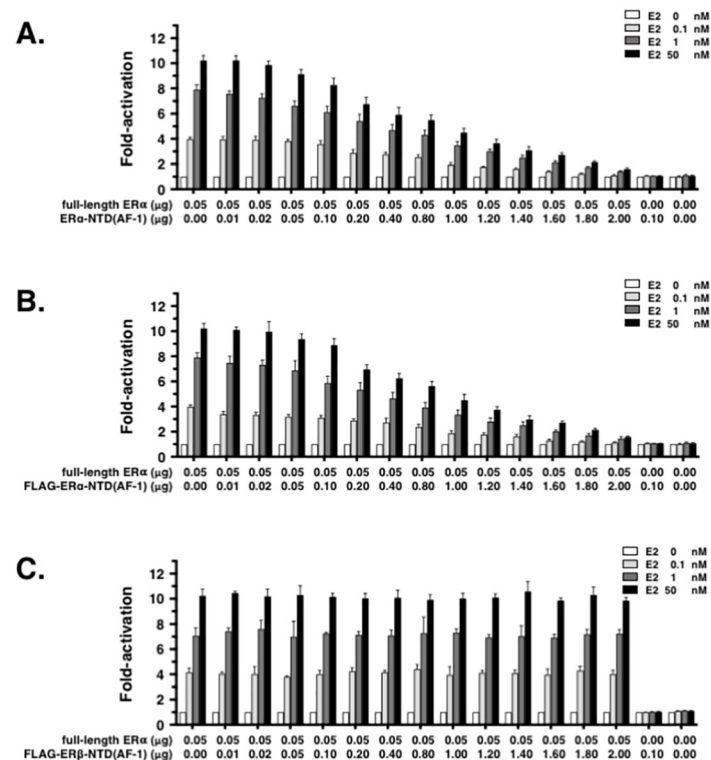 A.
E2 0 nM
E2 0.1 nM
E2 1 nM
E2 50 nM
Fold-activation
12
10
8
6
4
2
0
full-length ERα (μg) 0.05 0.05 0.05 0.05 0.05 0.05 0.05 0.05 0.05 0.05 0.05 0.05 0.05 0.05 0.00 0.00
ERα-NTD(AF-1) (μg) 0.00 0.01 0.02 0.05 0.10 0.20 0.40 0.80 1.00 1.20 1.40 1.60 1.80 2.00 0.10 0.00
B.
E2 0 nM
E2 0.1 nM
E2 1 nM
E2 50 nM
Fold-activation
12
10
8
6
4
2
0
full-length ERα (μg) 0.05 0.05 0.05 0.05 0.05 0.05 0.05 0.05 0.05 0.05 0.05 0.05 0.05 0.05 0.00 0.00
FLAG-ERα-NTD(AF-1) (μg) 0.00 0.01 0.02 0.05 0.10 0.20 0.40 0.80 1.00 1.20 1.40 1.60 1.80 2.00 0.10 0.00
C.
E2 0 nM
E2 0.1 nM
E2 1 nM
E2 50 nM
Fold-activation
12
10
8
6
4
2
0
full-length ERα (μg) 0.05 0.05 0.05 0.05 0.05 0.05 0.05 0.05 0.05 0.05 0.05 0.05 0.05 0.05 0.00 0.00
FLAG-ERβ-NTD(AF-1) (μg) 0.00 0.01 0.02 0.05 0.10 0.20 0.40 0.80 1.00 1.20 1.40 1.60 1.80 2.00 0.10 0.00